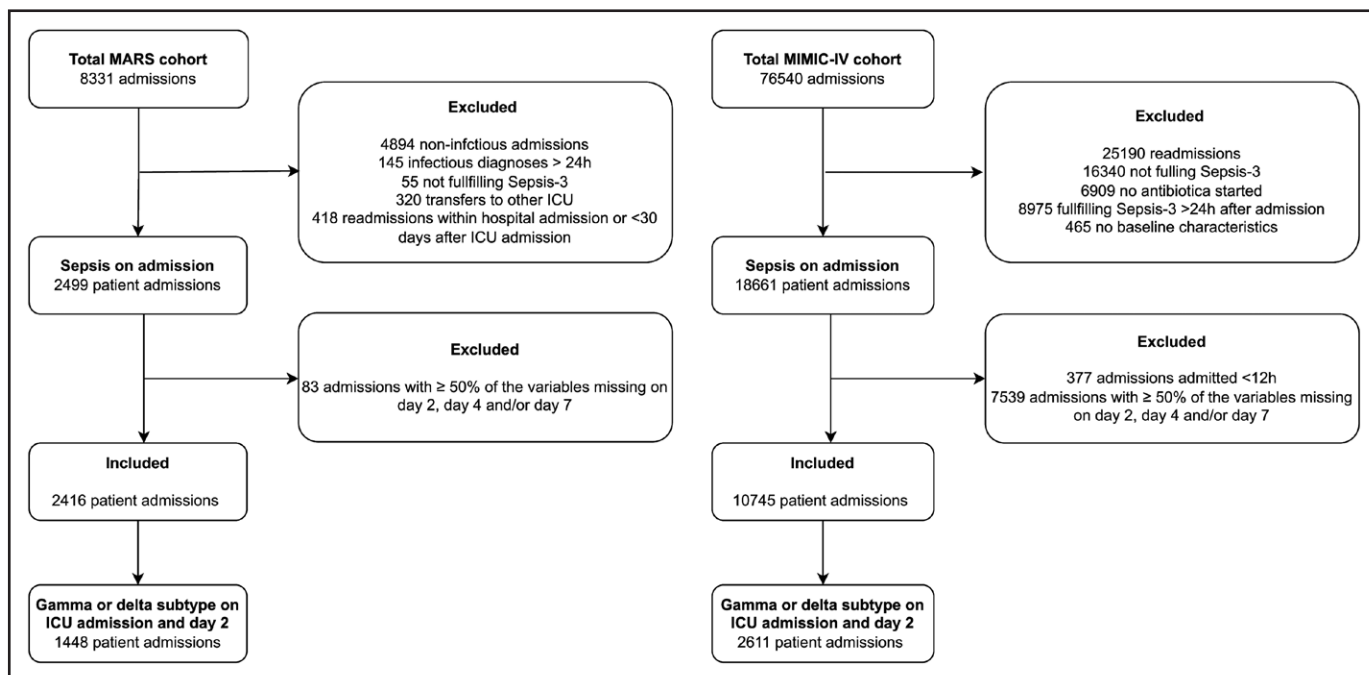 Total MARS cohort
8331 admissions
Excluded
4894 non-infctious admissions
145 infectious diagnoses > 24h
55 not fullfilling Sepsis-3
320 transfers to other ICU
418 readmissions within hospital admission or <30
days after ICU admission
Sepsis on admission
2499 patient admissions
Excluded
83 admissions with ≥ 50% of the variables missing on
day 2, day 4 and/or day 7
Included
2416 patient admissions
Gamma or delta subtype on
ICU admission and day 2
1448 patient admissions
Total MIMIC-IV cohort
76540 admissions
Excluded
25190 readmissions
16340 not fulling Sepsis-3
6909 no antibiotica started
8975 fullfilling Sepsis-3 >24h after admission
465 no baseline characteristics
Sepsis on admission
18661 patient admissions
Excluded
377 admissions admitted <12h
7539 admissions with ≥ 50% of the variables missing
on day 2, day 4 and/or day 7
Included
10745 patient admissions
Gamma or delta subtype on
ICU admission and day 2
2611 patient admissions